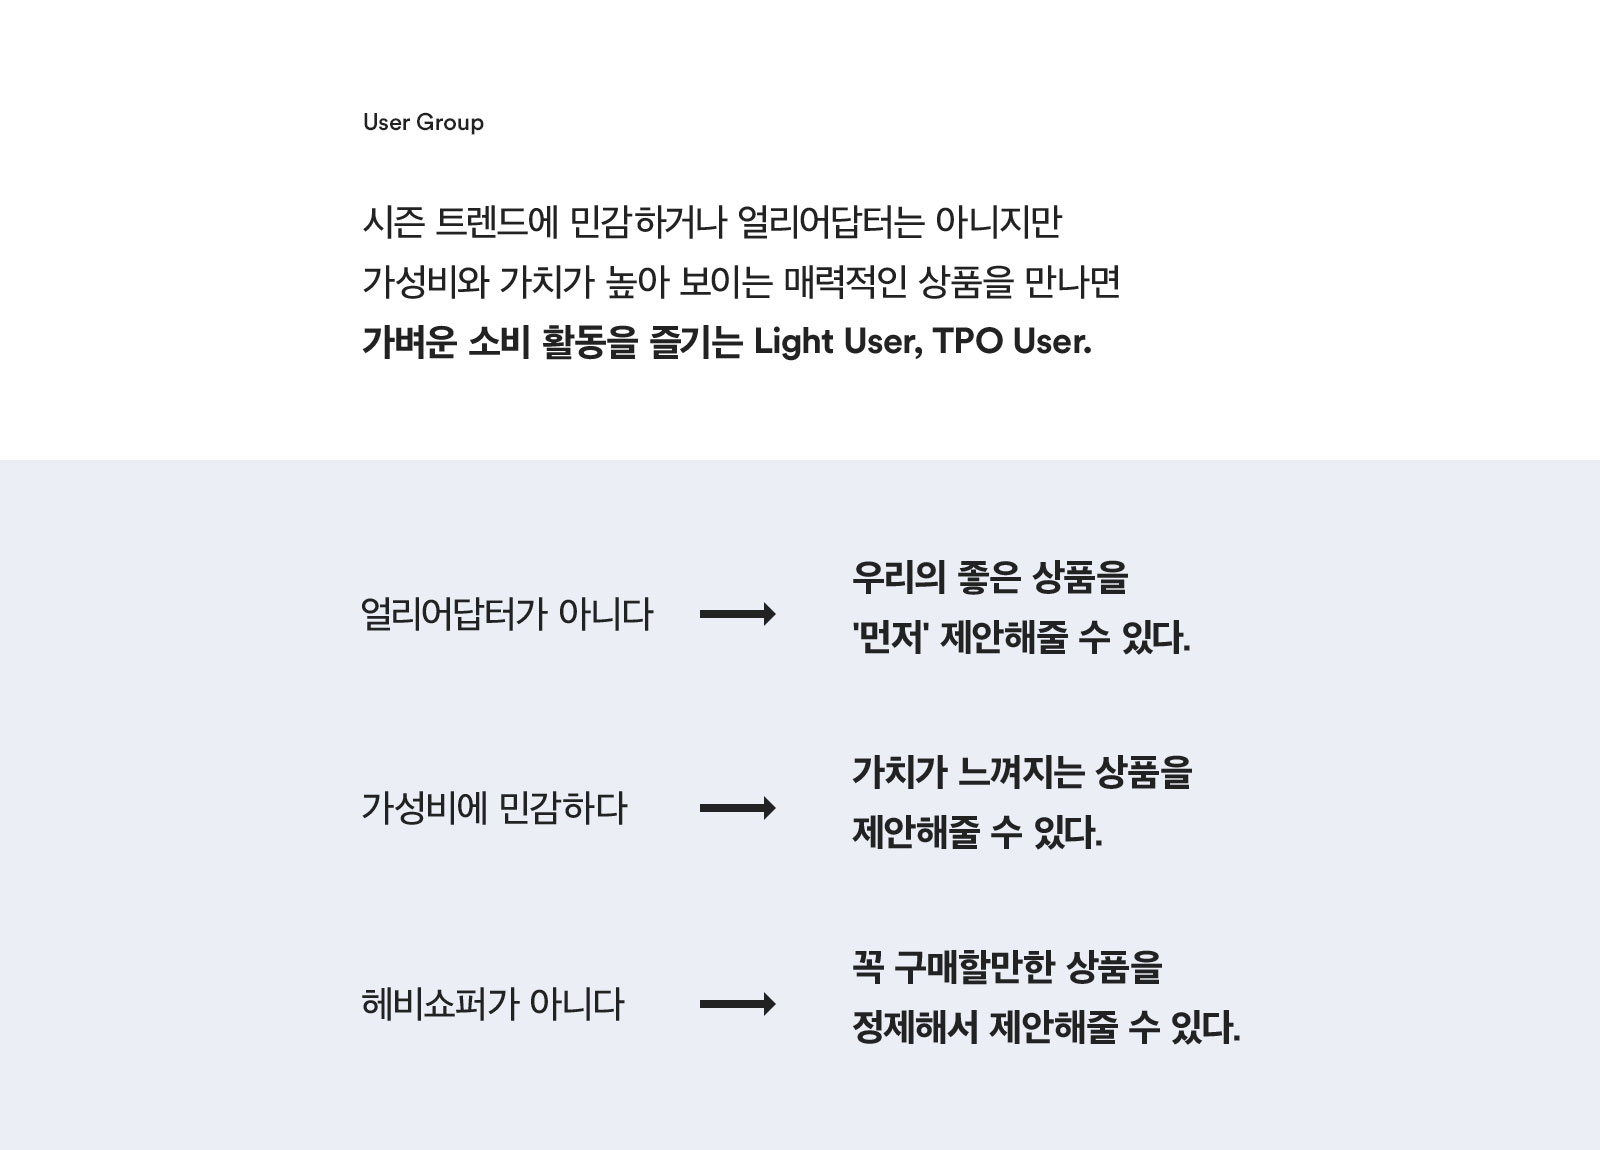 User Group
시즌 트렌드에 민감하거나 얼리어답터는 아니지만
가성비와 가치가 높아 보이는 매력적인 상품을 만나면
가벼운 소비 활동을 즐기는 Light User, TPO User.
얼리어답터가 아니다
우리의 좋은 상품을
'먼저' 제안해줄 수 있다.
가성비에 민감하다
가치가 느껴지는 상품을
제안해줄 수 있다.
헤비쇼퍼가 아니다
꼭 구매할만한 상품을
정제해서 제안해줄 수 있다.